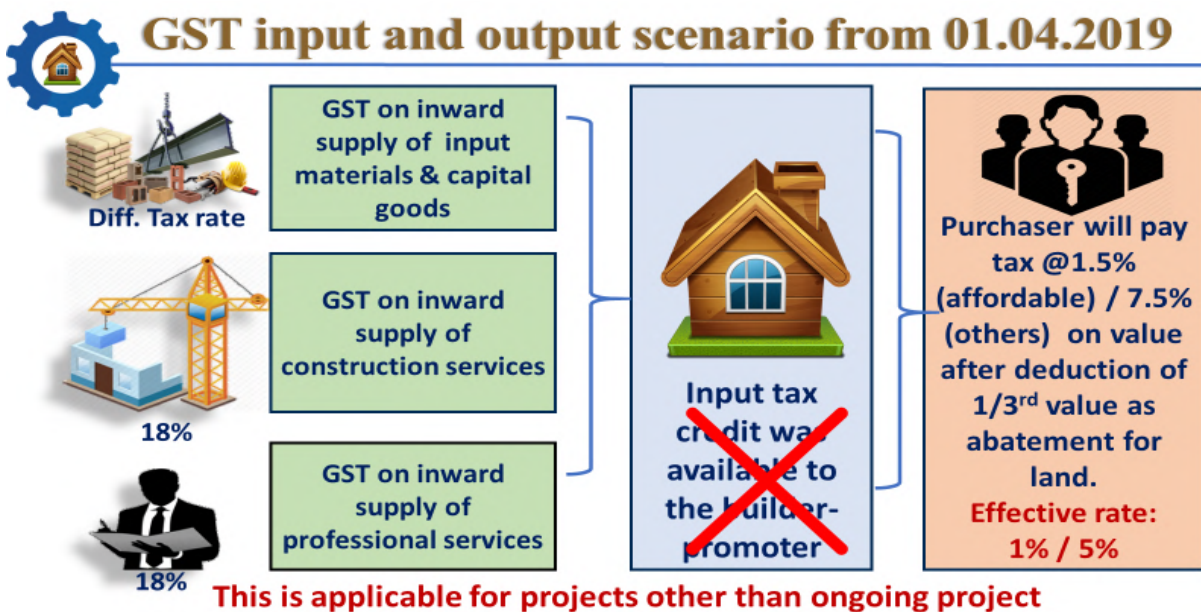 GST input and output scenario from 01.04.2019
Diff. Tax rate
GST on inward
supply of input
materials & capital
goods
18%
GST on inward
supply of
construction services
18%
GST on inward
supply of
professional services
Input tax
credit was
available to
the builder-
promoter
Purchaser will pay
tax @1.5%
(affordable) / 7.5%
(others) on value
after deduction of
1/3rd value as
abatement for
land.
Effective rate:
1% / 5%
This is applicable for projects other than ongoing project